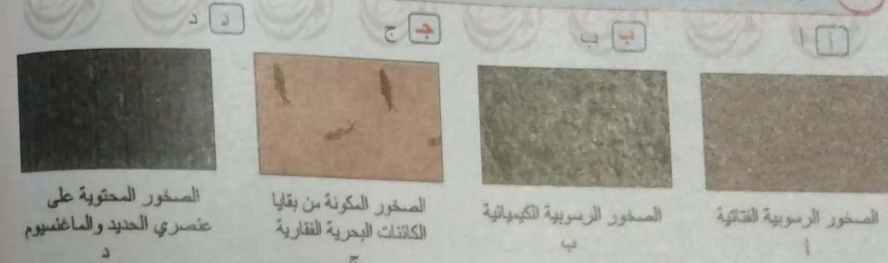 أ أ
ب ب
ج ج
د د
الصخور الرسوبية الفتاتية
أ
الصخور الرسوبية الكيميائية
ب
الصخور المكونة من بقايا
الكائنات البحرية الفقارية
ج
الصخور المحتوية على
عنصري الحديد والماغنسيوم
د